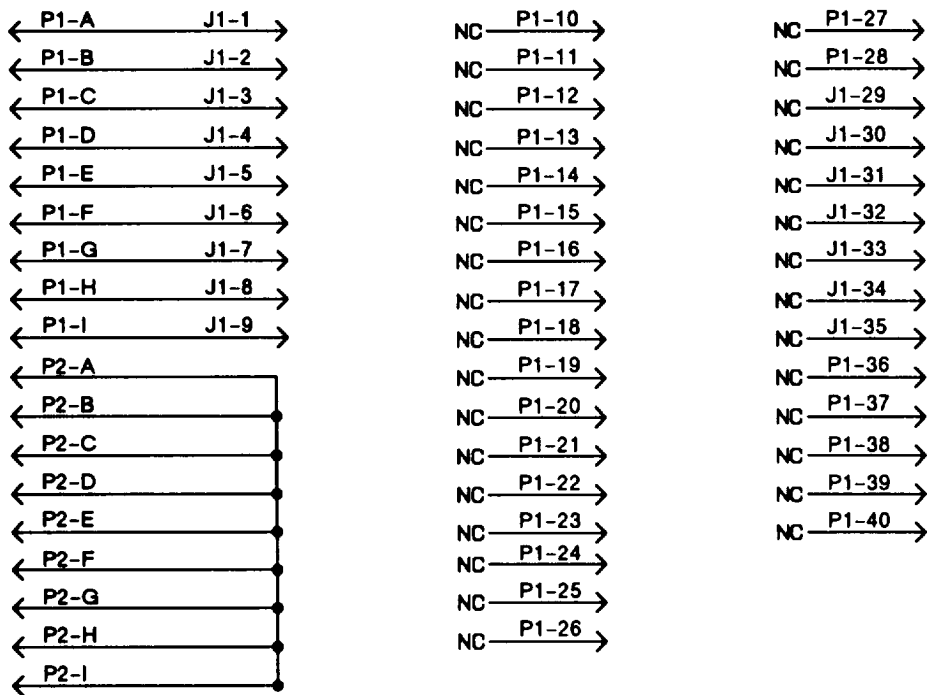 P1-A J1-1
P1-B J1-2
P1-C J1-3
P1-D J1-4
P1-E J1-5
P1-F J1-6
P1-G J1-7
P1-H J1-8
P1-I J1-9
P2-A
P2-B
P2-C
P2-D
P2-E
P2-F
P2-G
P2-H
P2-I
NC P1-10
NC P1-11
NC P1-12
NC P1-13
NC P1-14
NC P1-15
NC P1-16
NC P1-17
NC P1-18
NC P1-19
NC P1-20
NC P1-21
NC P1-22
NC P1-23
NC P1-24
NC P1-25
NC P1-26
NC P1-27
NC P1-28
NC J1-29
NC J1-30
NC J1-31
NC J1-32
NC J1-33
NC J1-34
NC J1-35
NC P1-36
NC P1-37
NC P1-38
NC P1-39
NC P1-40